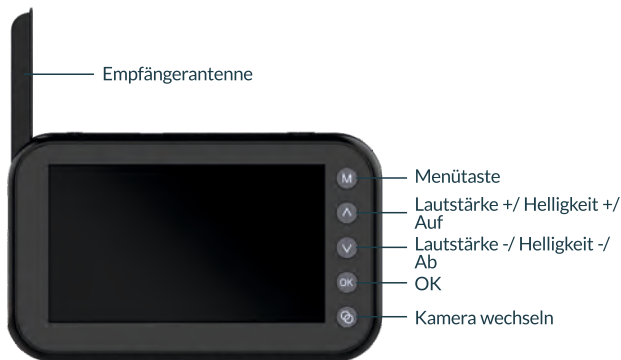 Empfängerantenne
M
Menütaste
Lautstärke +/ Helligkeit +/
Auf
Lautstärke -/ Helligkeit -/
Ab
OK
OK
Kamera wechseln